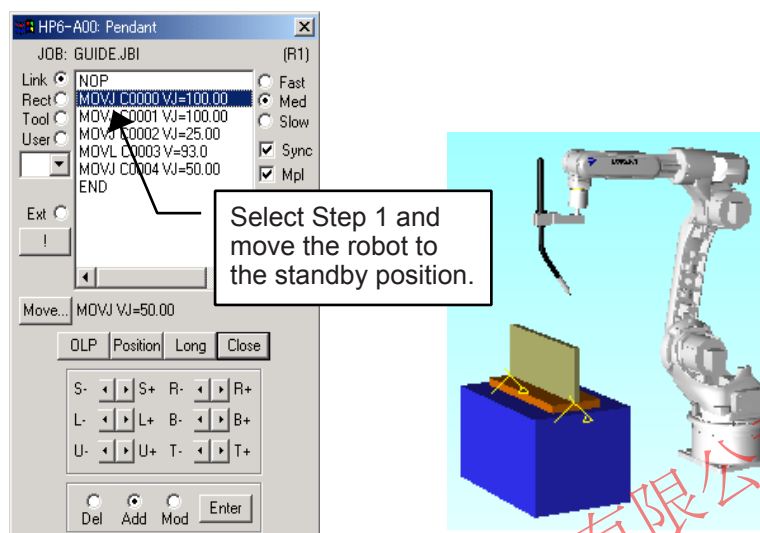 HP6-A00: Pendant
JOB: GUIDE.JBI (R1)
Link
Rect
Tool
User
Ext
!
NOP
MOVJ C0000 VJ=100.00
MOVJ C0001 VJ=100.00
MOVJ C0002 VJ=25.00
MOVL C0003 V=93.0
MOVJ C0004 VJ=50.00
END
Fast
Med
Slow
Sync
Mpl
Select Step 1 and
move the robot to
the standby position.
Move... MOVJ VJ=50.00
OLP Position Long Close
S- S+ R- R+
L- L+ B- B+
U- U+ T- T+
Del Add Mod Enter
有限公